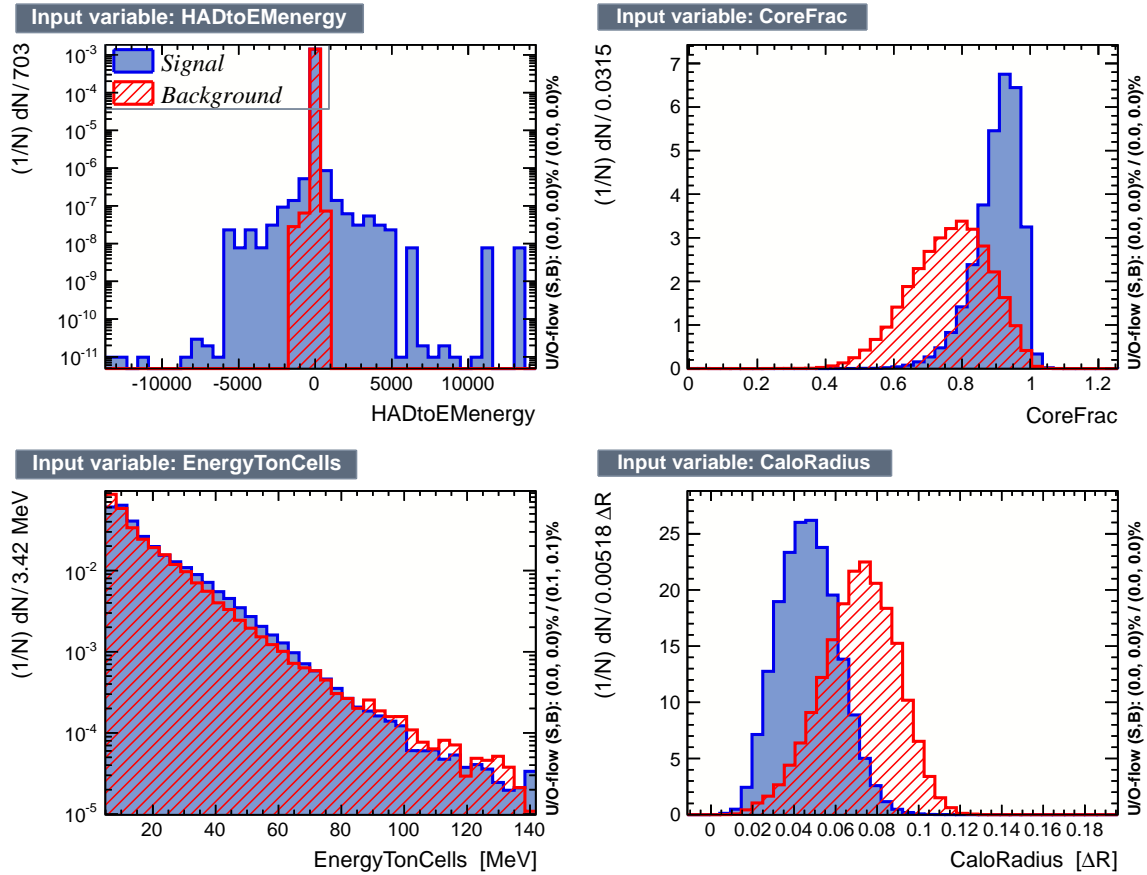 Input variable: HADtoEMenergy
(1/N) dN / 703
10⁻³
10⁻⁴
10⁻⁵
10⁻⁶
10⁻⁷
10⁻⁸
10⁻⁹
10⁻¹⁰
10⁻¹¹
Signal
Background
-10000 -5000 0 5000 10000
HADtoEMenergy
U/O-flow (S,B): (0.0, 0.0)% / (0.0, 0.0)%
Input variable: CoreFrac
(1/N) dN / 0.0315
7
6
5
4
3
2
1
0
0 0.2 0.4 0.6 0.8 1 1.2
CoreFrac
U/O-flow (S,B): (0.0, 0.0)% / (0.0, 0.0)%
Input variable: EnergyTonCells
(1/N) dN / 3.42 MeV
10⁻²
10⁻³
10⁻⁴
10⁻⁵
20 40 60 80 100 120 140
EnergyTonCells [MeV]
U/O-flow (S,B): (0.0, 0.0)% / (0.1, 0.1)%
Input variable: CaloRadius
(1/N) dN / 0.00518 ΔR
25
20
15
10
5
0
0 0.02 0.04 0.06 0.08 0.1 0.12 0.14 0.16 0.18
CaloRadius [ΔR]
U/O-flow (S,B): (0.0, 0.0)% / (0.0, 0.0)%